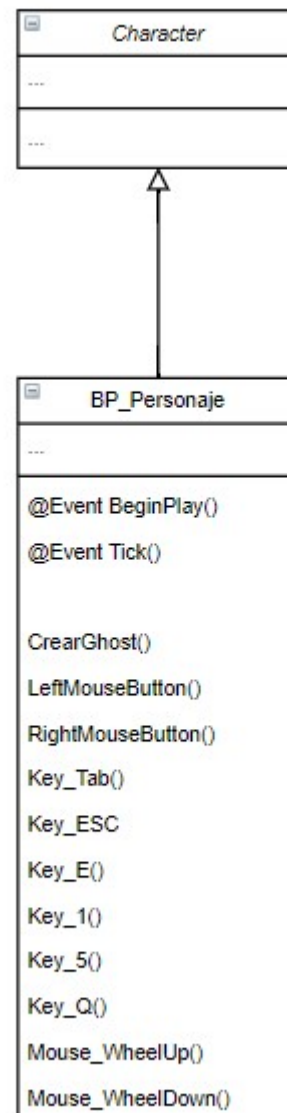 Character
...
...
BP_Personaje
...
@Event BeginPlay()
@Event Tick()
CrearGhost()
LeftMouseButton()
RightMouseButton()
Key_Tab()
Key_ESC
Key_E()
Key_1()
Key_5()
Key_Q()
Mouse_WheelUp()
Mouse_WheelDown()